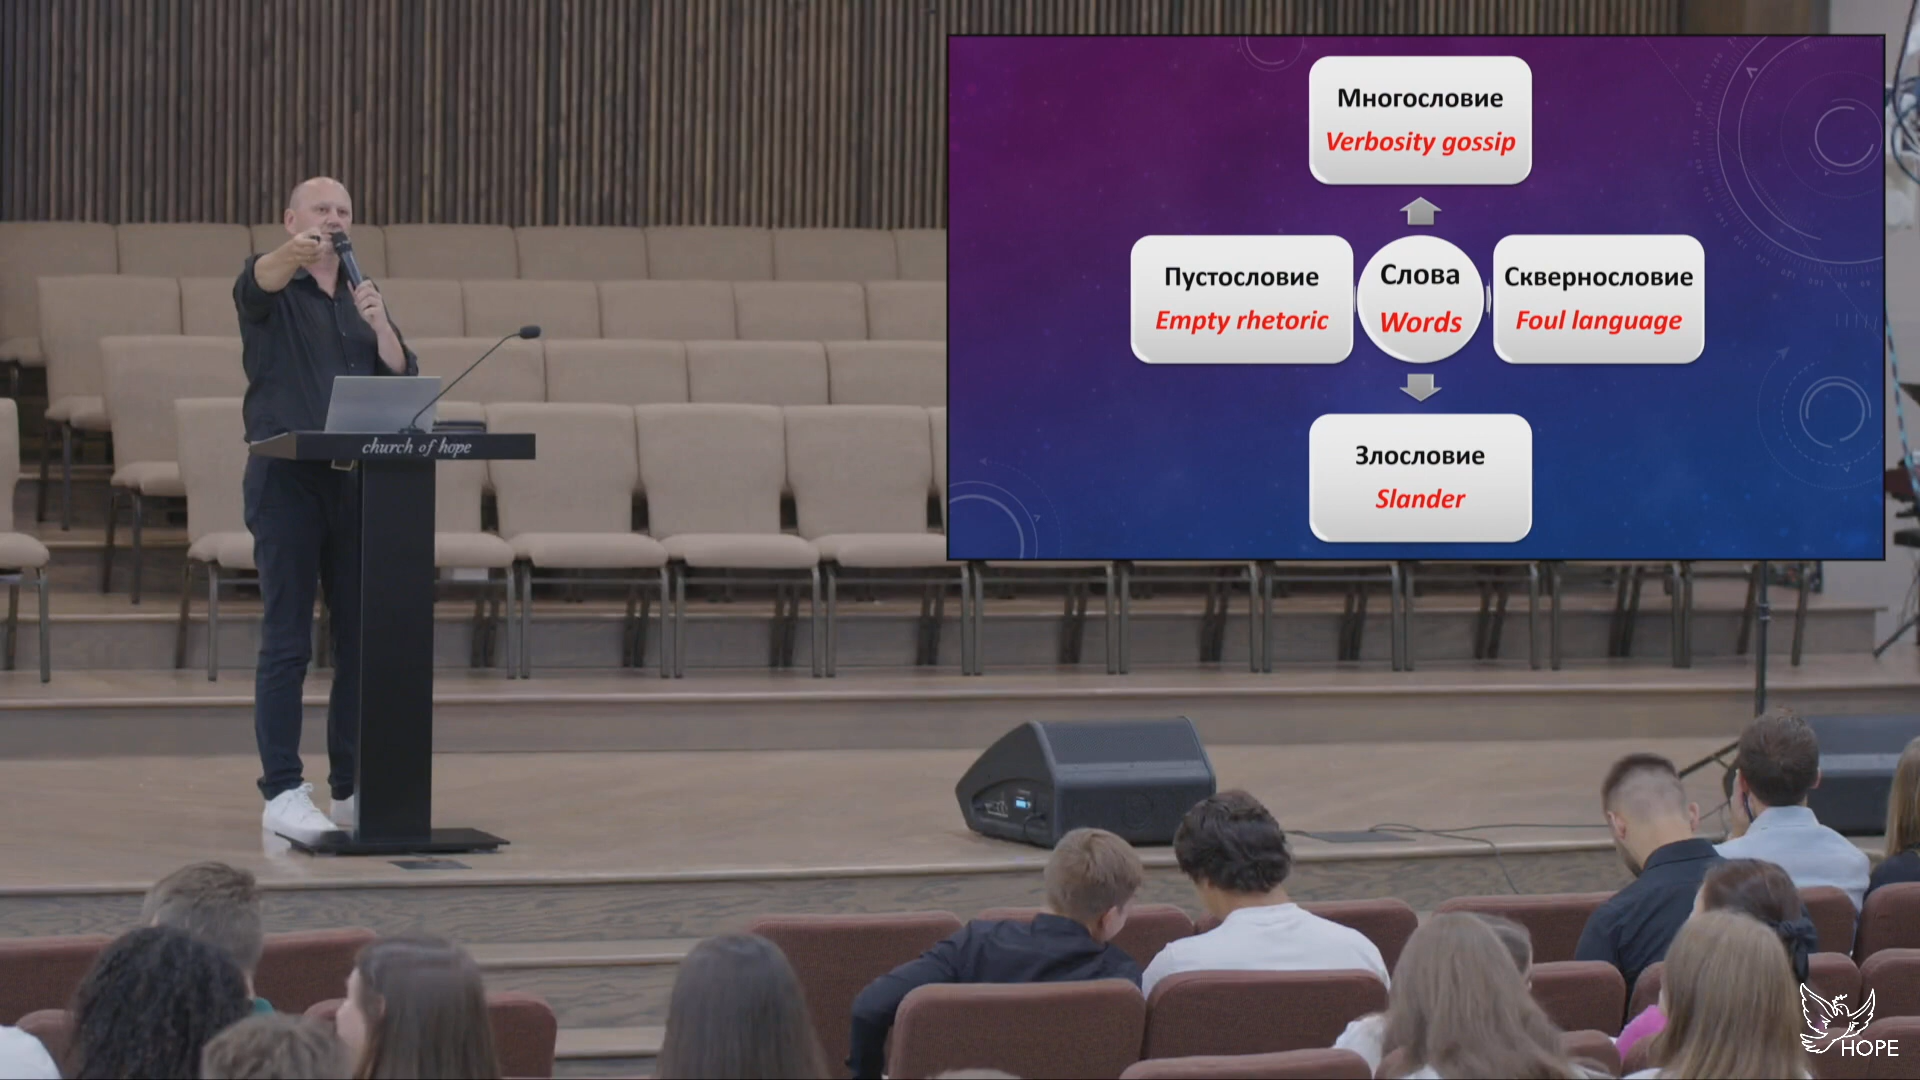 Многословие
Verbosity gossip
Пустословие
Empty rhetoric
Слова
Words
Сквернословие
Foul language
Злословие
Slander
church of hope
HOPE